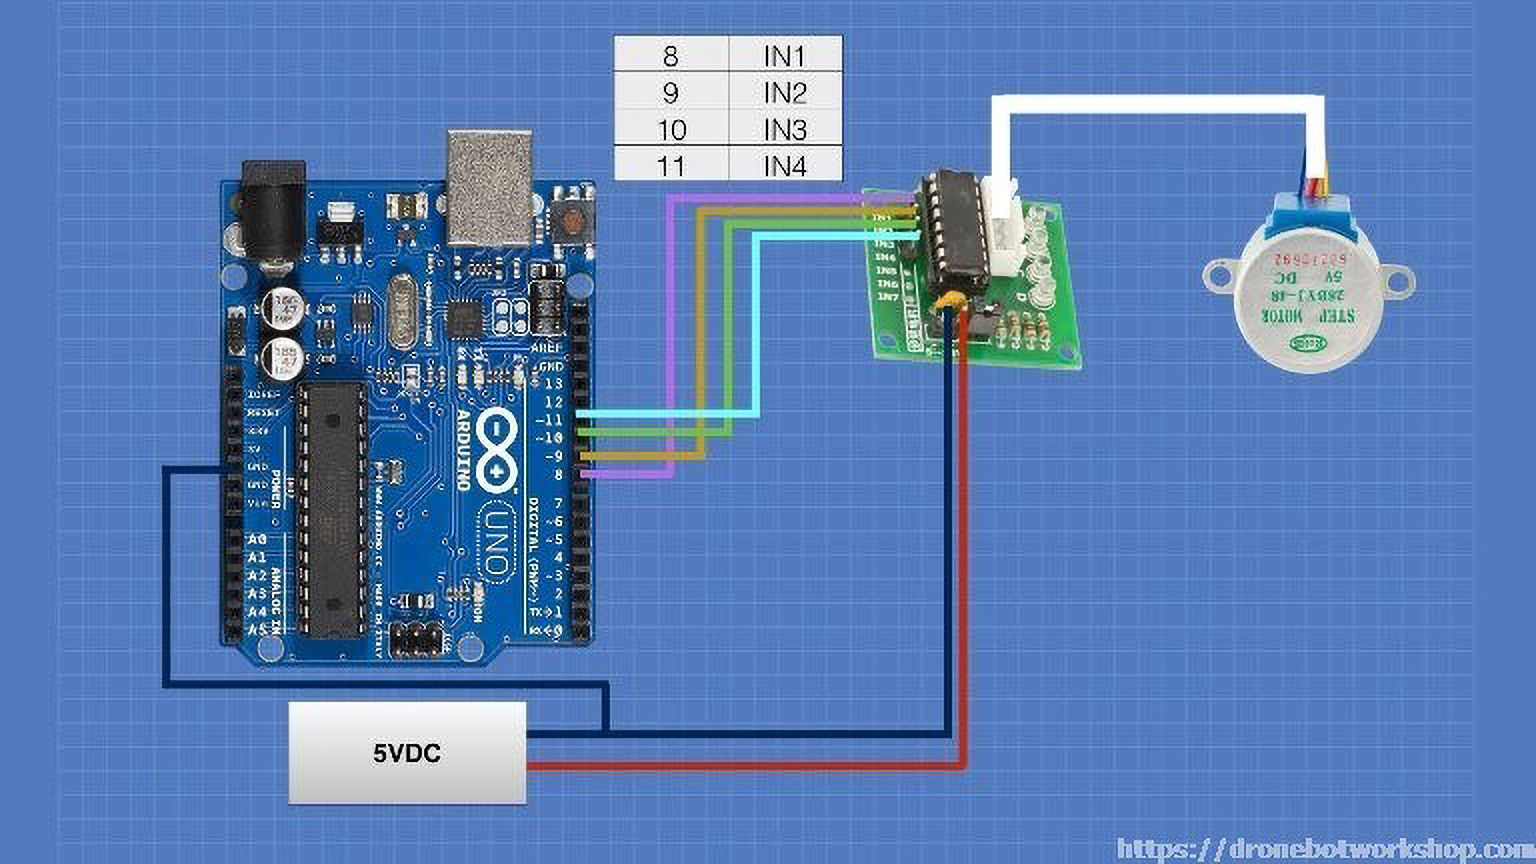 8 IN1
9 IN2
10 IN3
11 IN4
IN1
IN2
IN3
IN4
IN5
IN6
IN7
60210692
5V DC
28BYJ-48
STEP MOTOR
AREF
GND
13
12
~11
~10
~9
8
7
~6
~5
4
~3
2
TX→1
RX←0
DIGITAL (PWM~)
ARDUINO
UNO
IOREF
RESET
3V3
5V
GND
GND
Vin
POWER
A0
A1
A2
A3
A4
A5
ANALOG IN
5VDC
https://dronebotworkshop.com